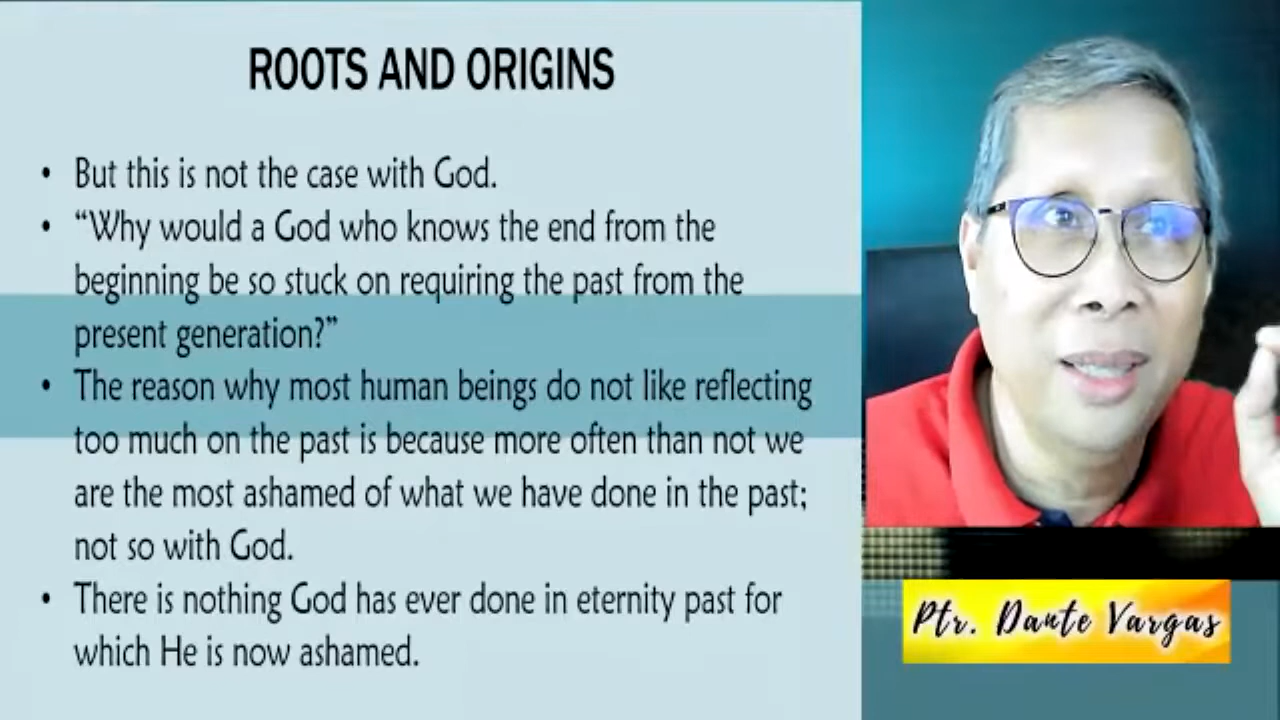 ROOTS AND ORIGINS
• But this is not the case with God.
• “Why would a God who knows the end from the
beginning be so stuck on requiring the past from the
present generation?”
• The reason why most human beings do not like reflecting
too much on the past is because more often than not we
are the most ashamed of what we have done in the past;
not so with God.
• There is nothing God has ever done in eternity past for
which He is now ashamed.
Ptr. Dante Vargas